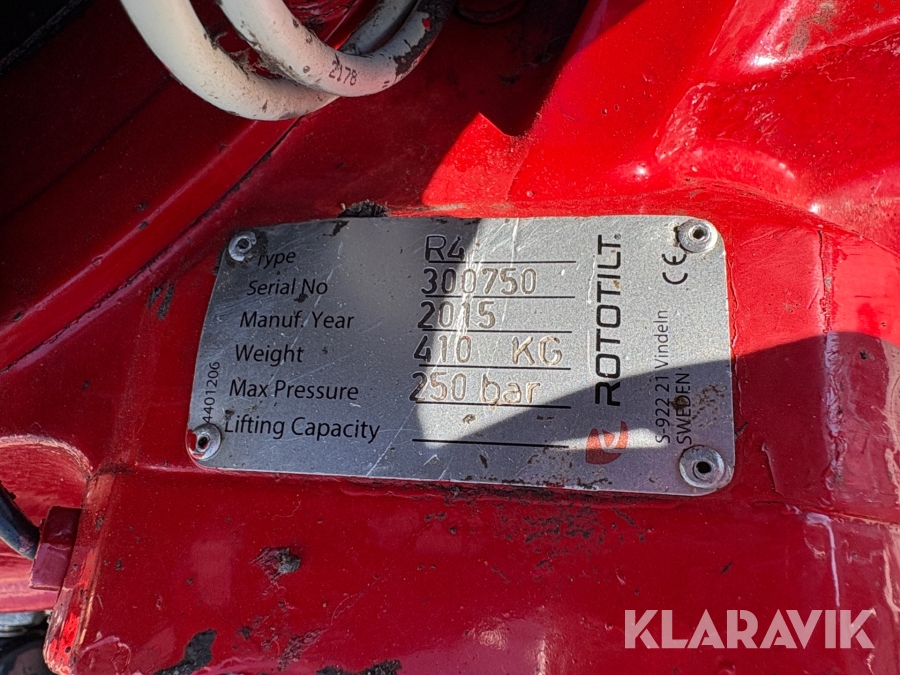 2178
Type R4
Serial No 300750
Manuf. Year 2015
Weight 410 KG
Max Pressure 250 bar
Lifting Capacity
4401206
ROTOTILT®
CE
S-922 21 Vindeln
SWEDEN
KLARAVIK